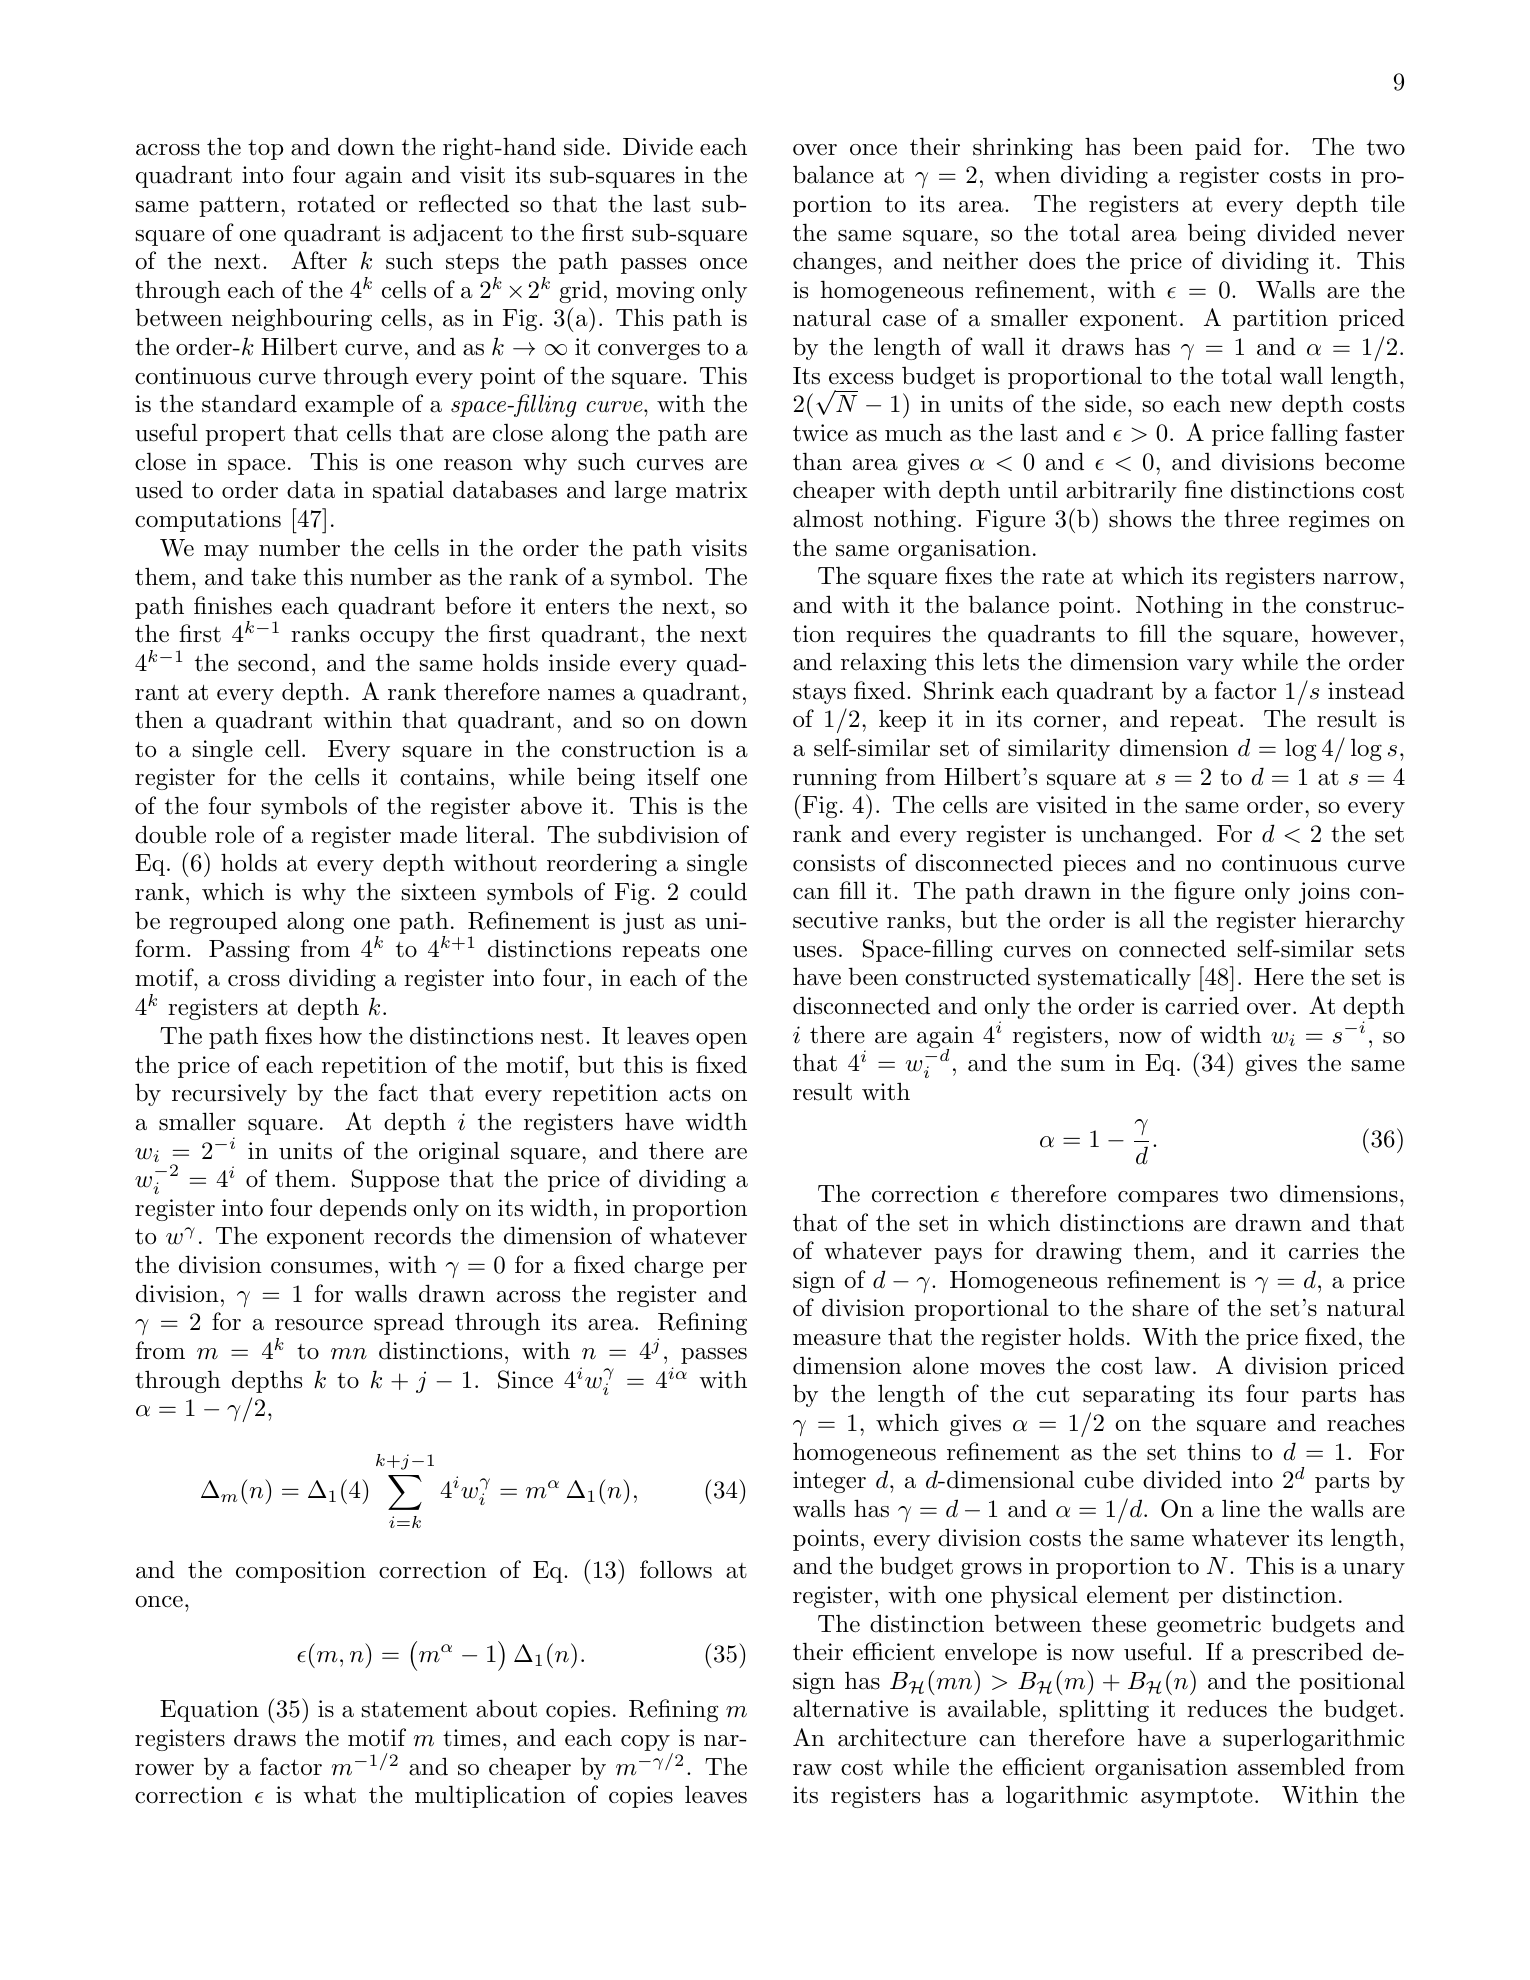 9
across the top and down the right-hand side. Divide each
quadrant into four again and visit its sub-squares in the
same pattern, rotated or reflected so that the last sub-
square of one quadrant is adjacent to the first sub-square
of the next. After k such steps the path passes once
through each of the 4^k cells of a 2^k × 2^k grid, moving only
between neighbouring cells, as in Fig. 3(a). This path is
the order-k Hilbert curve, and as k → ∞ it converges to a
continuous curve through every point of the square. This
is the standard example of a space-filling curve, with the
useful propert that cells that are close along the path are
close in space. This is one reason why such curves are
used to order data in spatial databases and large matrix
computations [47].
We may number the cells in the order the path visits
them, and take this number as the rank of a symbol. The
path finishes each quadrant before it enters the next, so
the first 4^{k−1} ranks occupy the first quadrant, the next
4^{k−1} the second, and the same holds inside every quad-
rant at every depth. A rank therefore names a quadrant,
then a quadrant within that quadrant, and so on down
to a single cell. Every square in the construction is a
register for the cells it contains, while being itself one
of the four symbols of the register above it. This is the
double role of a register made literal. The subdivision of
Eq. (6) holds at every depth without reordering a single
rank, which is why the sixteen symbols of Fig. 2 could
be regrouped along one path. Refinement is just as uni-
form. Passing from 4^k to 4^{k+1} distinctions repeats one
motif, a cross dividing a register into four, in each of the
4^k registers at depth k.
The path fixes how the distinctions nest. It leaves open
the price of each repetition of the motif, but this is fixed
by recursively by the fact that every repetition acts on
a smaller square. At depth i the registers have width
w_i = 2^{−i} in units of the original square, and there are
w_i^{−2} = 4^i of them. Suppose that the price of dividing a
register into four depends only on its width, in proportion
to w^γ. The exponent records the dimension of whatever
the division consumes, with γ = 0 for a fixed charge per
division, γ = 1 for walls drawn across the register and
γ = 2 for a resource spread through its area. Refining
from m = 4^k to mn distinctions, with n = 4^j, passes
through depths k to k + j − 1. Since 4^i w_i^γ = 4^{iα} with
α = 1 − γ/2,
Δ_m(n) = Δ_1(4) ∑_{i=k}^{k+j−1} 4^i w_i^γ = m^α Δ_1(n), (34)
and the composition correction of Eq. (13) follows at
once,
ϵ(m, n) = (m^α − 1) Δ_1(n). (35)
Equation (35) is a statement about copies. Refining m
registers draws the motif m times, and each copy is nar-
rower by a factor m^{−1/2} and so cheaper by m^{−γ/2}. The
correction ϵ is what the multiplication of copies leaves
over once their shrinking has been paid for. The two
balance at γ = 2, when dividing a register costs in pro-
portion to its area. The registers at every depth tile
the same square, so the total area being divided never
changes, and neither does the price of dividing it. This
is homogeneous refinement, with ϵ = 0. Walls are the
natural case of a smaller exponent. A partition priced
by the length of wall it draws has γ = 1 and α = 1/2.
Its excess budget is proportional to the total wall length,
2(√N − 1) in units of the side, so each new depth costs
twice as much as the last and ϵ > 0. A price falling faster
than area gives α < 0 and ϵ < 0, and divisions become
cheaper with depth until arbitrarily fine distinctions cost
almost nothing. Figure 3(b) shows the three regimes on
the same organisation.
The square fixes the rate at which its registers narrow,
and with it the balance point. Nothing in the construc-
tion requires the quadrants to fill the square, however,
and relaxing this lets the dimension vary while the order
stays fixed. Shrink each quadrant by a factor 1/s instead
of 1/2, keep it in its corner, and repeat. The result is
a self-similar set of similarity dimension d = log 4/ log s,
running from Hilbert's square at s = 2 to d = 1 at s = 4
(Fig. 4). The cells are visited in the same order, so every
rank and every register is unchanged. For d < 2 the set
consists of disconnected pieces and no continuous curve
can fill it. The path drawn in the figure only joins con-
secutive ranks, but the order is all the register hierarchy
uses. Space-filling curves on connected self-similar sets
have been constructed systematically [48]. Here the set is
disconnected and only the order is carried over. At depth
i there are again 4^i registers, now of width w_i = s^{−i}, so
that 4^i = w_i^{−d}, and the sum in Eq. (34) gives the same
result with
α = 1 − γ/d. (36)
The correction ϵ therefore compares two dimensions,
that of the set in which distinctions are drawn and that
of whatever pays for drawing them, and it carries the
sign of d − γ. Homogeneous refinement is γ = d, a price
of division proportional to the share of the set's natural
measure that the register holds. With the price fixed, the
dimension alone moves the cost law. A division priced
by the length of the cut separating its four parts has
γ = 1, which gives α = 1/2 on the square and reaches
homogeneous refinement as the set thins to d = 1. For
integer d, a d-dimensional cube divided into 2^d parts by
walls has γ = d − 1 and α = 1/d. On a line the walls are
points, every division costs the same whatever its length,
and the budget grows in proportion to N. This is a unary
register, with one physical element per distinction.
The distinction between these geometric budgets and
their efficient envelope is now useful. If a prescribed de-
sign has B_ℋ(mn) > B_ℋ(m) + B_ℋ(n) and the positional
alternative is available, splitting it reduces the budget.
An architecture can therefore have a superlogarithmic
raw cost while the efficient organisation assembled from
its registers has a logarithmic asymptote. Within the